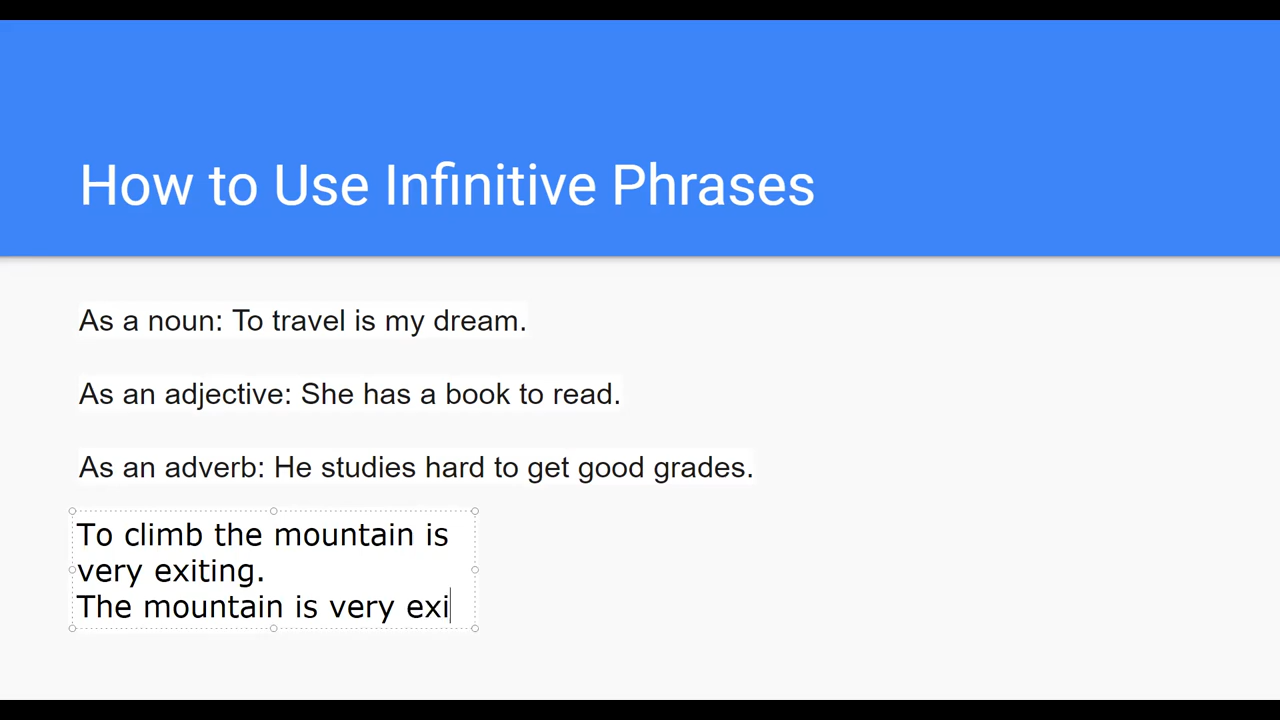 How to Use Infinitive Phrases
As a noun: To travel is my dream.
As an adjective: She has a book to read.
As an adverb: He studies hard to get good grades.
To climb the mountain is
very exiting.
The mountain is very exi